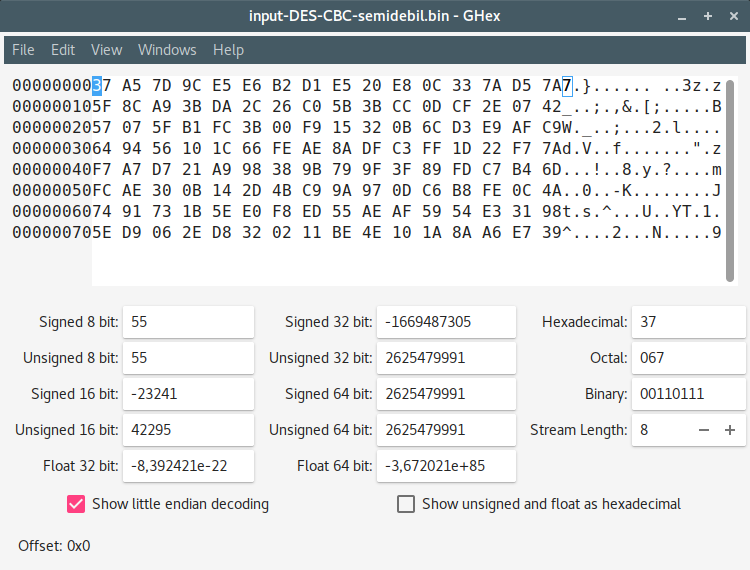 input-DES-CBC-semidebil.bin - GHex
File Edit View Windows Help
0000000037 A5 7D 9C E5 E6 B2 D1 E5 20 E8 0C 33 7A D5 7A7.}...... ..3z.z
000000105F 8C A9 3B DA 2C 26 C0 5B 3B CC 0D CF 2E 07 42_..;.,&.[;.....B
0000002057 07 5F B1 FC 3B 00 F9 15 32 0B 6C D3 E9 AF C9W._..;...2.l....
0000003064 94 56 10 1C 66 FE AE 8A DF C3 FF 1D 22 F7 7Ad.V..f.......".z
00000040F7 A7 D7 21 A9 98 38 9B 79 9F 3F 89 FD C7 B4 6D...!..8.y.?....m
00000050FC AE 30 0B 14 2D 4B C9 9A 97 0D C6 B8 FE 0C 4A..0..-K........J
0000006074 91 73 1B 5E E0 F8 ED 55 AE AF 59 54 E3 31 98t.s.^...U..YT.1.
000000705E D9 06 2E D8 32 02 11 BE 4E 10 1A 8A A6 E7 39^....2...N.....9
Signed 8 bit: 55 Signed 32 bit: -1669487305 Hexadecimal: 37
Unsigned 8 bit: 55 Unsigned 32 bit: 2625479991 Octal: 067
Signed 16 bit: -23241 Signed 64 bit: 2625479991 Binary: 00110111
Unsigned 16 bit: 42295 Unsigned 64 bit: 2625479991 Stream Length: 8
Float 32 bit: -8,392421e-22 Float 64 bit: -3,672021e+85
Show little endian decoding Show unsigned and float as hexadecimal
Offset: 0x0